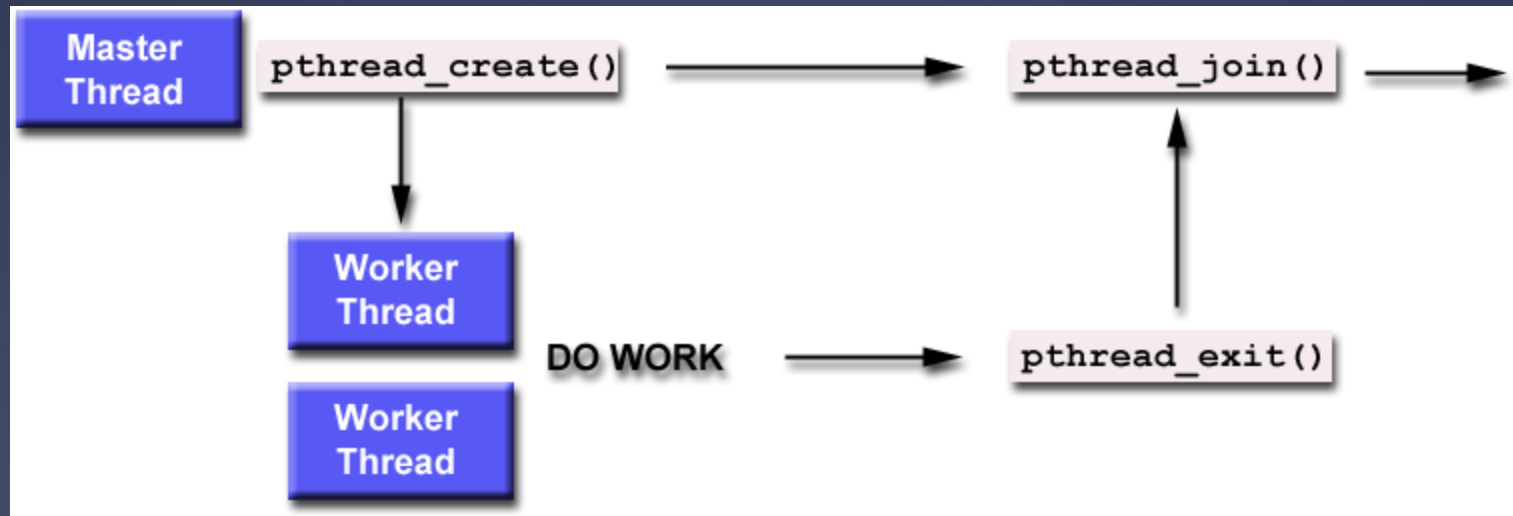 Master
Thread
pthread_create()
pthread_join()
Worker
Thread
DO WORK
pthread_exit()
Worker
Thread